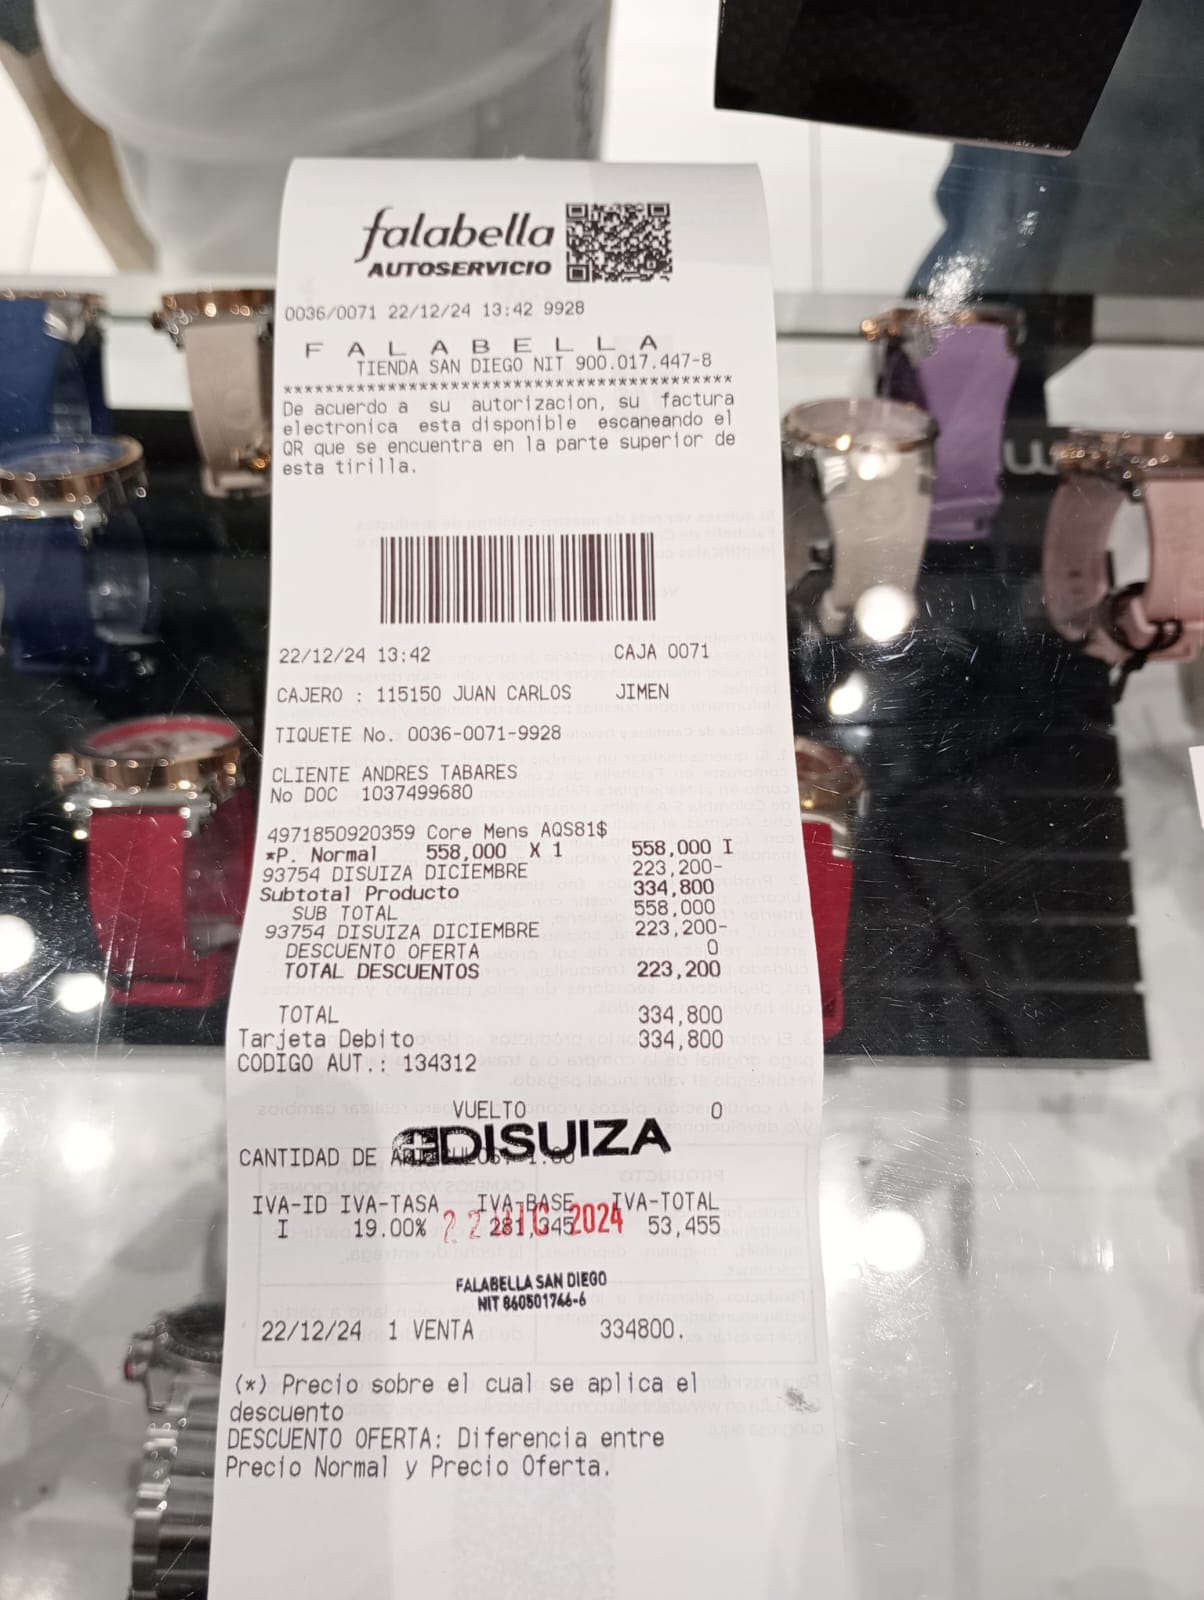 falabella
AUTOSERVICIO
0036/0071 22/12/24 13:42 9928
F A L A B E L L A
TIENDA SAN DIEGO NIT 900.017.447-8
****************************************
De acuerdo a su autorizacion, su factura
electronica esta disponible escaneando el
QR que se encuentra en la parte superior de
esta tirilla.
22/12/24 13:42 CAJA 0071
CAJERO : 115150 JUAN CARLOS JIMEN
TIQUETE No. 0036-0071-9928
CLIENTE ANDRES TABARES
No DOC 1037499680
4971850920359 Core Mens AQS81$
*P. Normal 558,000 X 1 558,000 I
93754 DISUIZA DICIEMBRE 223,200-
Subtotal Producto 334,800
SUB TOTAL 558,000
93754 DISUIZA DICIEMBRE 223,200-
DESCUENTO OFERTA 0
TOTAL DESCUENTOS 223,200
TOTAL 334,800
Tarjeta Debito 334,800
CODIGO AUT.: 134312
VUELTO 0
DISUIZA
CANTIDAD DE
IVA-ID IVA-TASA IVA-BASE IVA-TOTAL
I 19.00% 281,345 53,455
22 DIC 2024
FALABELLA SAN DIEGO
NIT 860501746-6
22/12/24 1 VENTA 334800.
(*) Precio sobre el cual se aplica el
descuento
DESCUENTO OFERTA: Diferencia entre
Precio Normal y Precio Oferta.